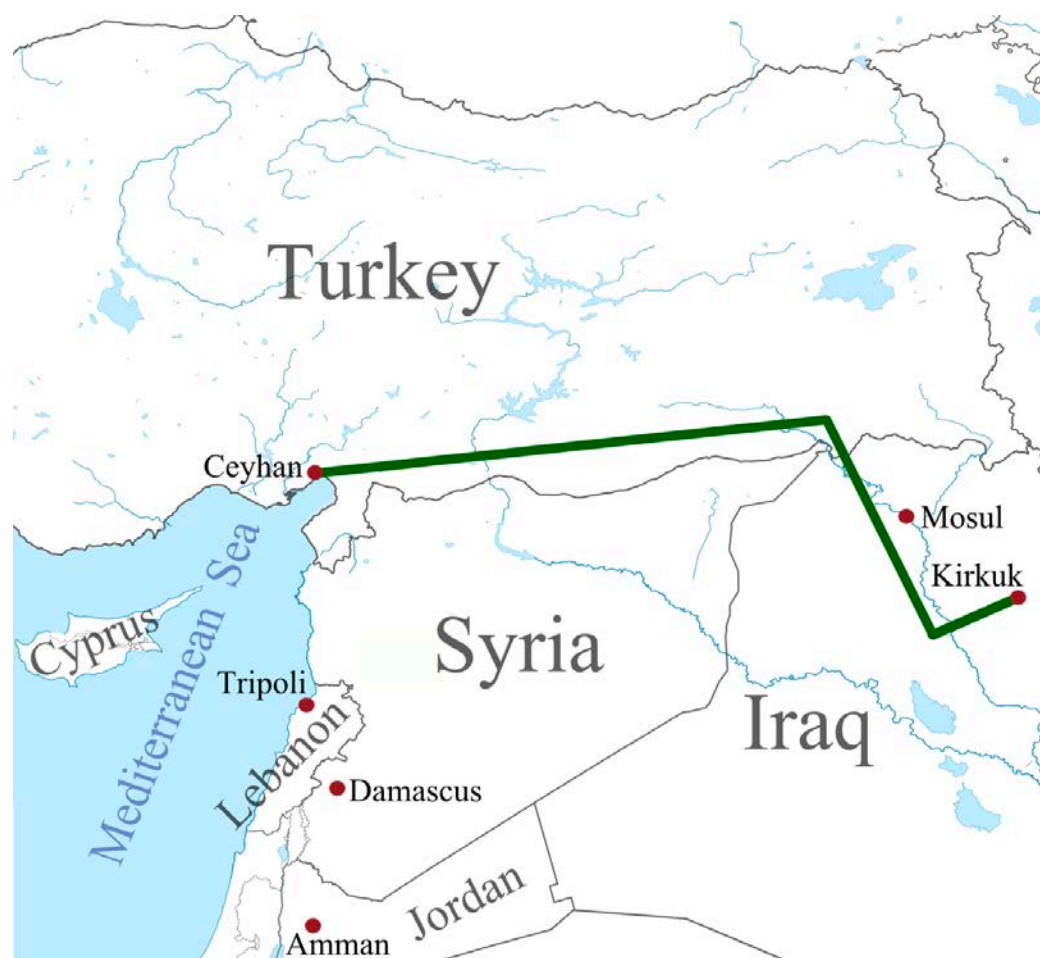 Turkey
Ceyhan
Mosul
Kirkuk
Mediterranean Sea
Cyprus
Syria
Tripoli
Lebanon
Iraq
Damascus
Jordan
Amman